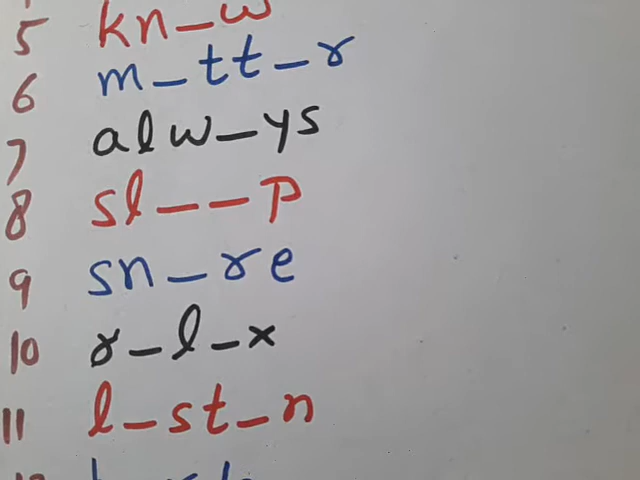 5 kn_w
6 m_tt_r
7 alw_ys
8 sl__p
9 sn_re
10 r_l_x
11 l_st_n